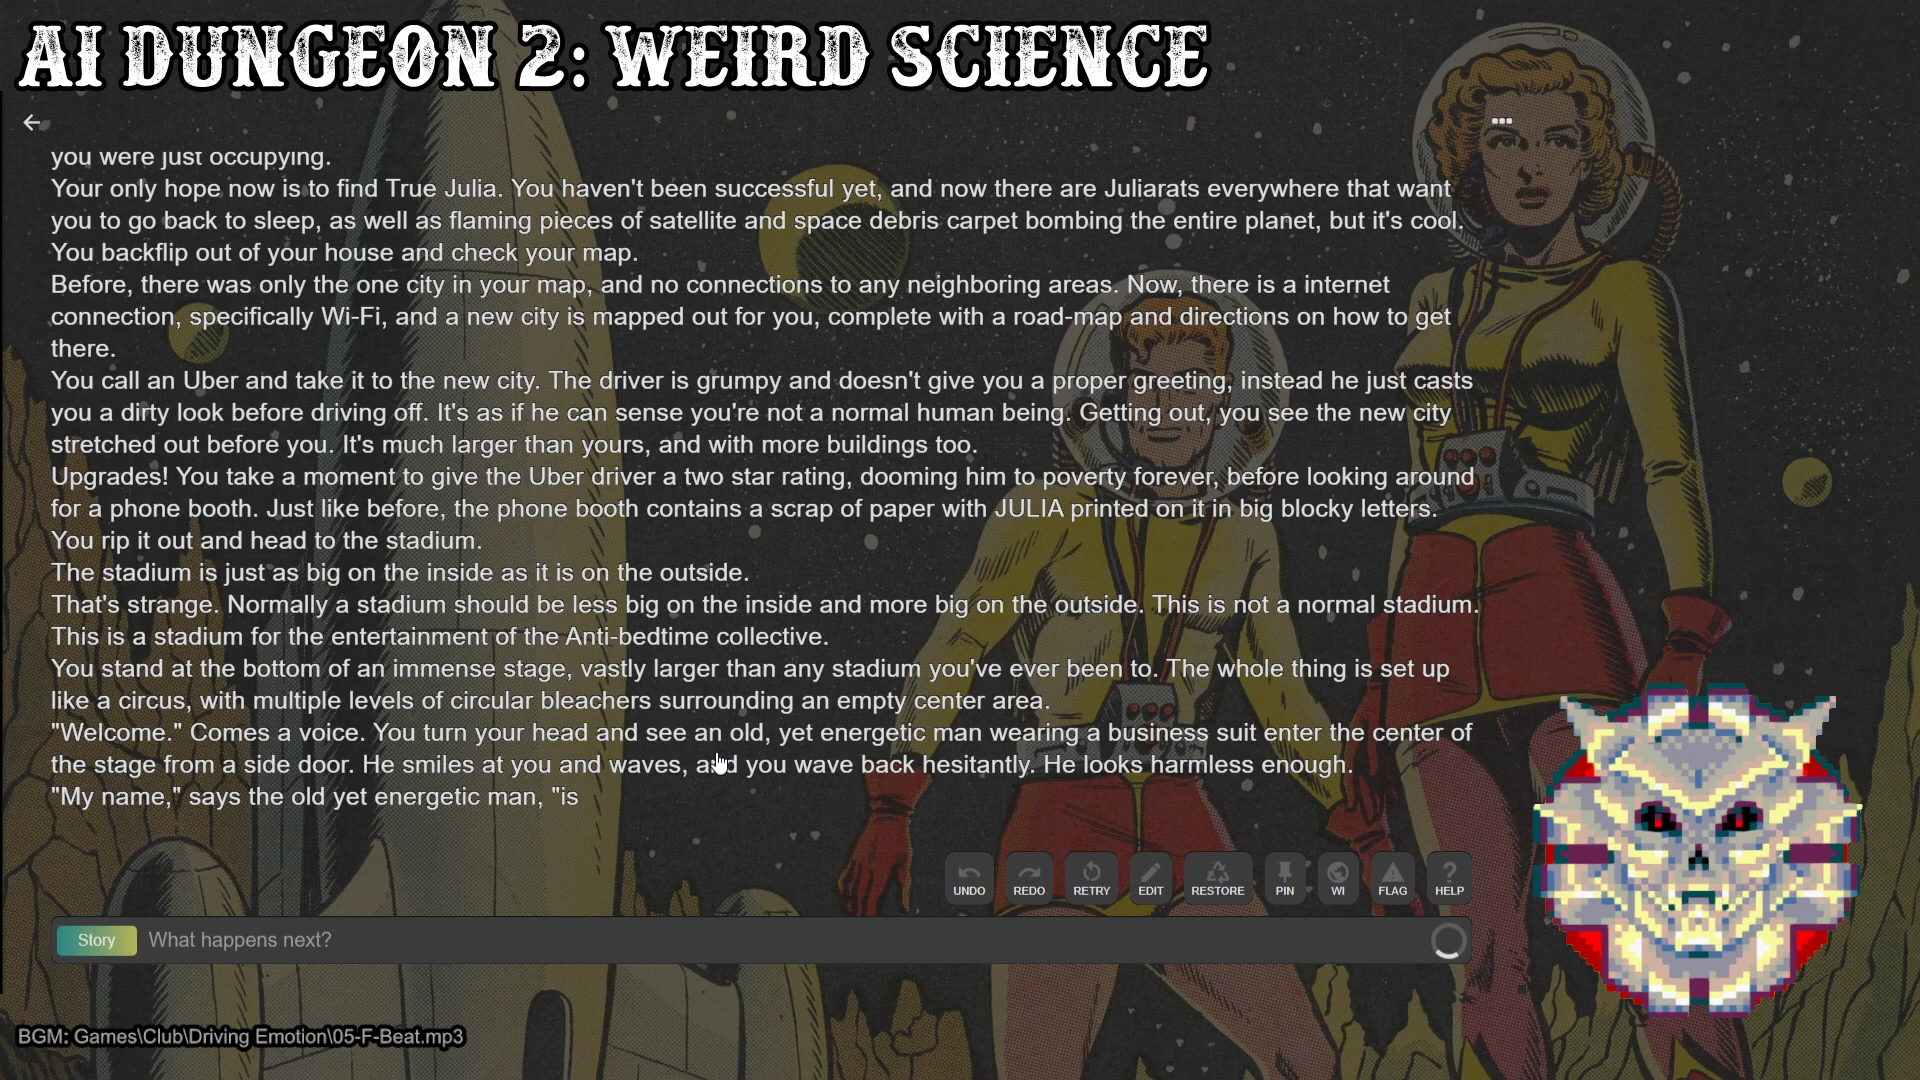 AI DUNGEON 2: WEIRD SCIENCE
you were just occupying.
Your only hope now is to find True Julia. You haven't been successful yet, and now there are Juliarats everywhere that want
you to go back to sleep, as well as flaming pieces of satellite and space debris carpet bombing the entire planet, but it's cool.
You backflip out of your house and check your map.
Before, there was only the one city in your map, and no connections to any neighboring areas. Now, there is a internet
connection, specifically Wi-Fi, and a new city is mapped out for you, complete with a road-map and directions on how to get
there.
You call an Uber and take it to the new city. The driver is grumpy and doesn't give you a proper greeting, instead he just casts
you a dirty look before driving off. It's as if he can sense you're not a normal human being. Getting out, you see the new city
stretched out before you. It's much larger than yours, and with more buildings too.
Upgrades! You take a moment to give the Uber driver a two star rating, dooming him to poverty forever, before looking around
for a phone booth. Just like before, the phone booth contains a scrap of paper with JULIA printed on it in big blocky letters.
You rip it out and head to the stadium.
The stadium is just as big on the inside as it is on the outside.
That's strange. Normally a stadium should be less big on the inside and more big on the outside. This is not a normal stadium.
This is a stadium for the entertainment of the Anti-bedtime collective.
You stand at the bottom of an immense stage, vastly larger than any stadium you've ever been to. The whole thing is set up
like a circus, with multiple levels of circular bleachers surrounding an empty center area.
"Welcome." Comes a voice. You turn your head and see an old, yet energetic man wearing a business suit enter the center of
the stage from a side door. He smiles at you and waves, and you wave back hesitantly. He looks harmless enough.
"My name," says the old yet energetic man, "is
UNDO REDO RETRY EDIT RESTORE PIN WI FLAG HELP
Story What happens next?
BGM: Games\Club\Driving Emotion\05-F-Beat.mp3